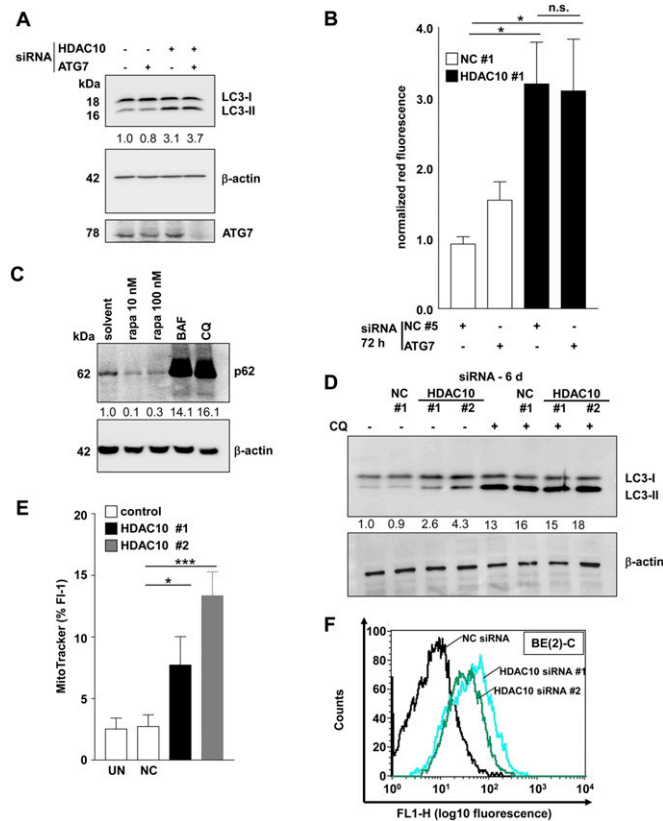 A
siRNA
HDAC10 - - + +
ATG7 - + - +
kDa
18 LC3-I
16 LC3-II
1.0 0.8 3.1 3.7
42 β-actin
78 ATG7
B
n.s.
*
*
NC #1
HDAC10 #1
normalized red fluorescence
4.0
3.0
2.0
1.0
0.0
siRNA NC #5 + +
72 h ATG7 + +
C
solvent
rapa 10 nM
rapa 100 nM
BAF
CQ
kDa
62 p62
1.0 0.1 0.3 14.1 16.1
42 β-actin
D
siRNA - 6 d
NC HDAC10 NC HDAC10
#1 #1 #2 #1 #1 #2
CQ - - - - + + + +
LC3-I
LC3-II
1.0 0.9 2.6 4.3 13 16 15 18
β-actin
E
control
HDAC10 #1
HDAC10 #2
MitoTracker (% Fl-1)
20
15
10
5
0
***
*
UN NC
F
BE(2)-C
NC siRNA
HDAC10 siRNA #1
HDAC10 siRNA #2
Counts
100
80
60
40
20
0
10⁰ 10¹ 10² 10³ 10⁴
FL1-H (log10 fluorescence)